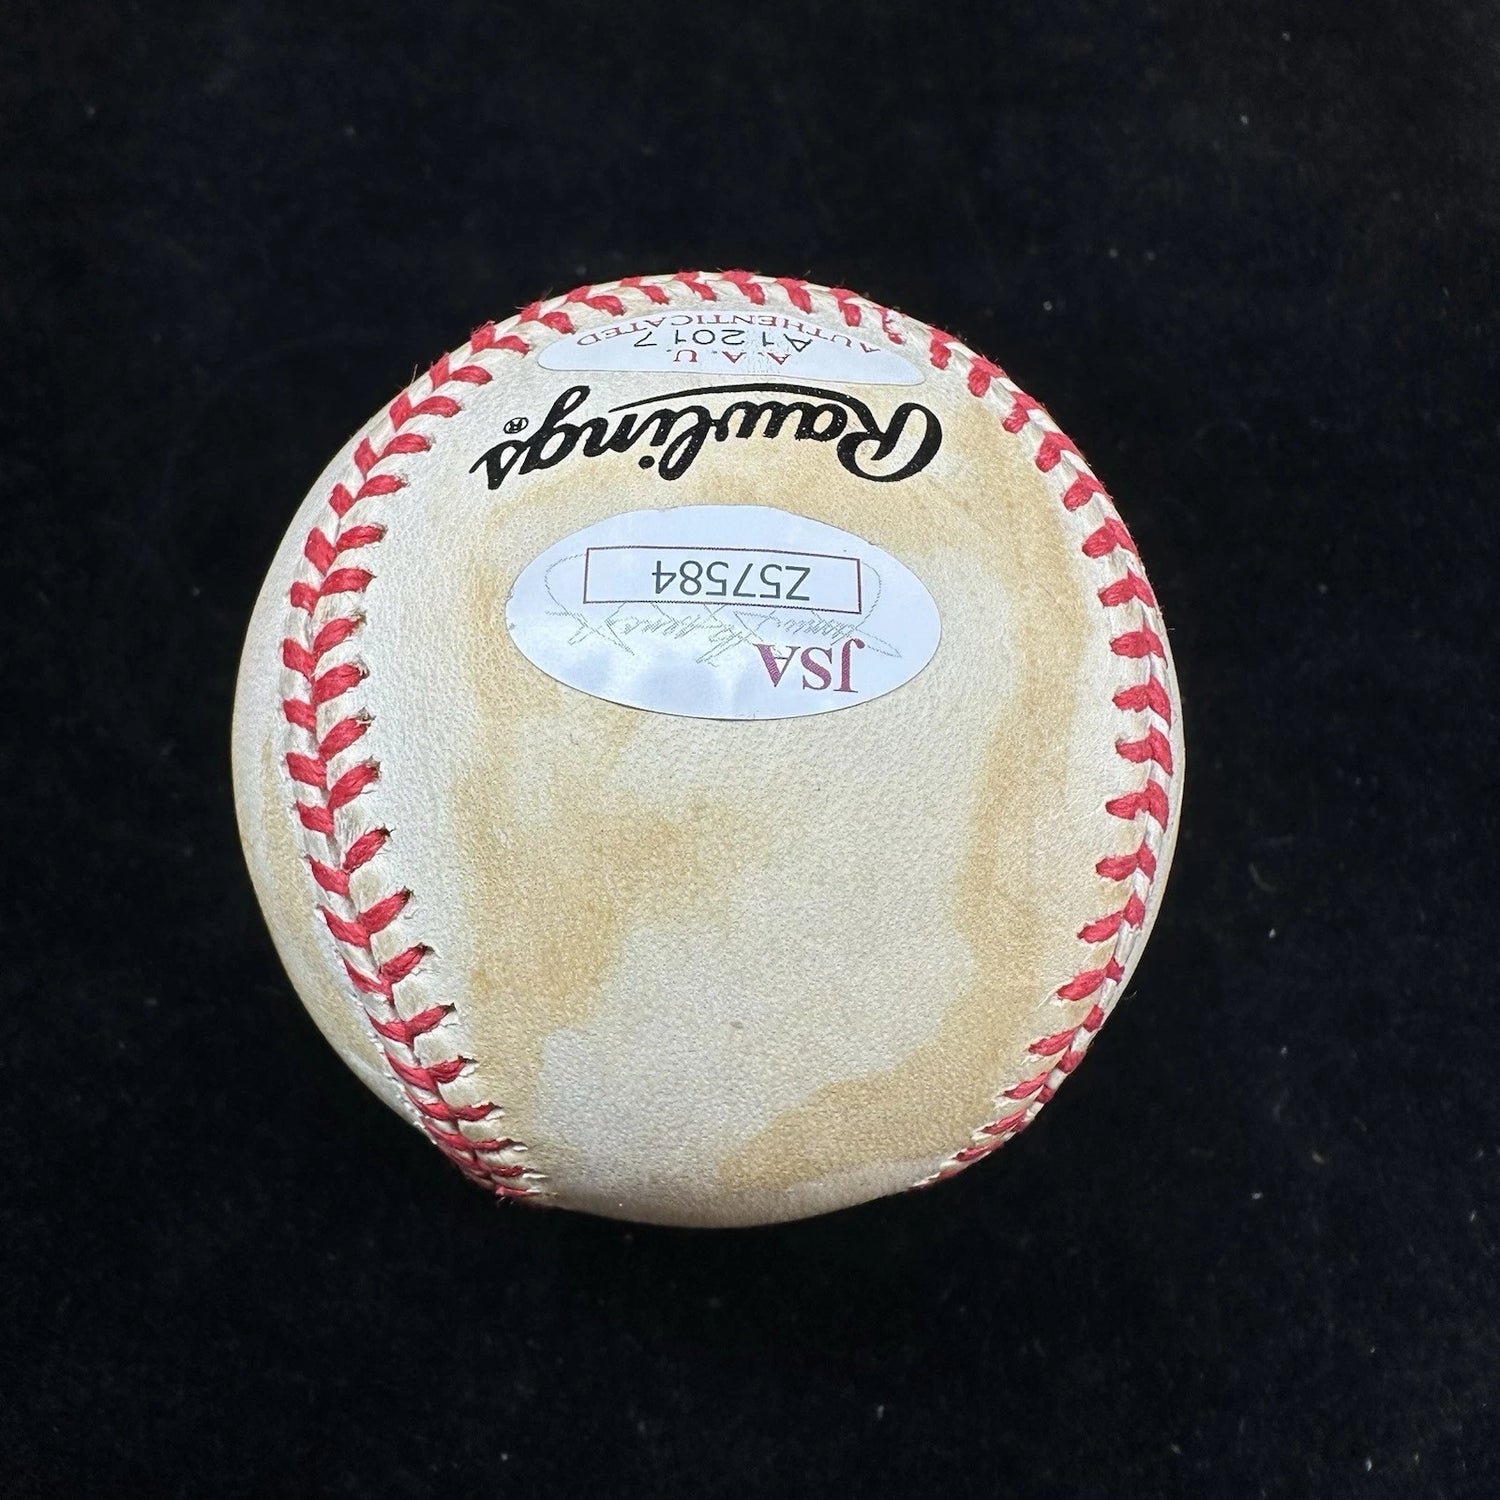 JSA
Z57584
Rawlings®
A.A.U.
A12017
AUTHENTICATED